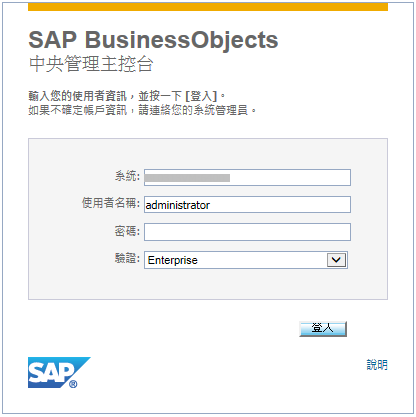 SAP BusinessObjects
中央管理主控台
輸入您的使用者資訊，並按一下 [登入]。
如果不確定帳戶資訊，請連絡您的系統管理員。
系統:
使用者名稱: administrator
密碼:
驗證: Enterprise
登入
SAP®
說明